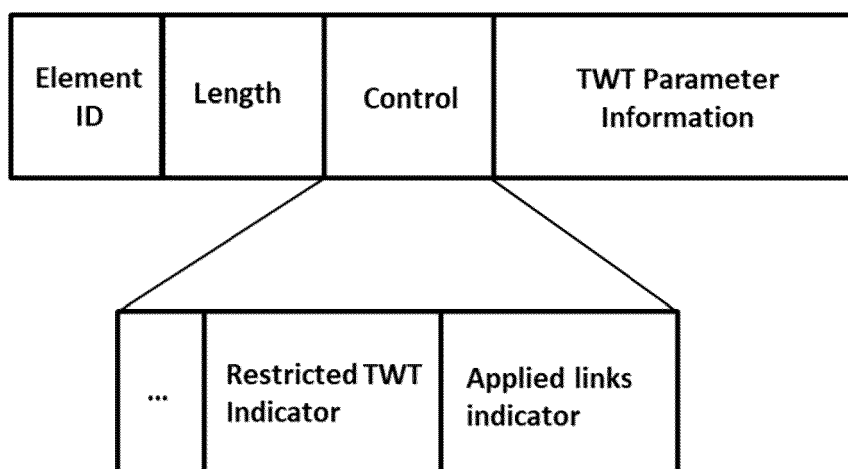 Element
ID
Length
Control
TWT Parameter
Information
...
Restricted TWT
Indicator
Applied links
indicator